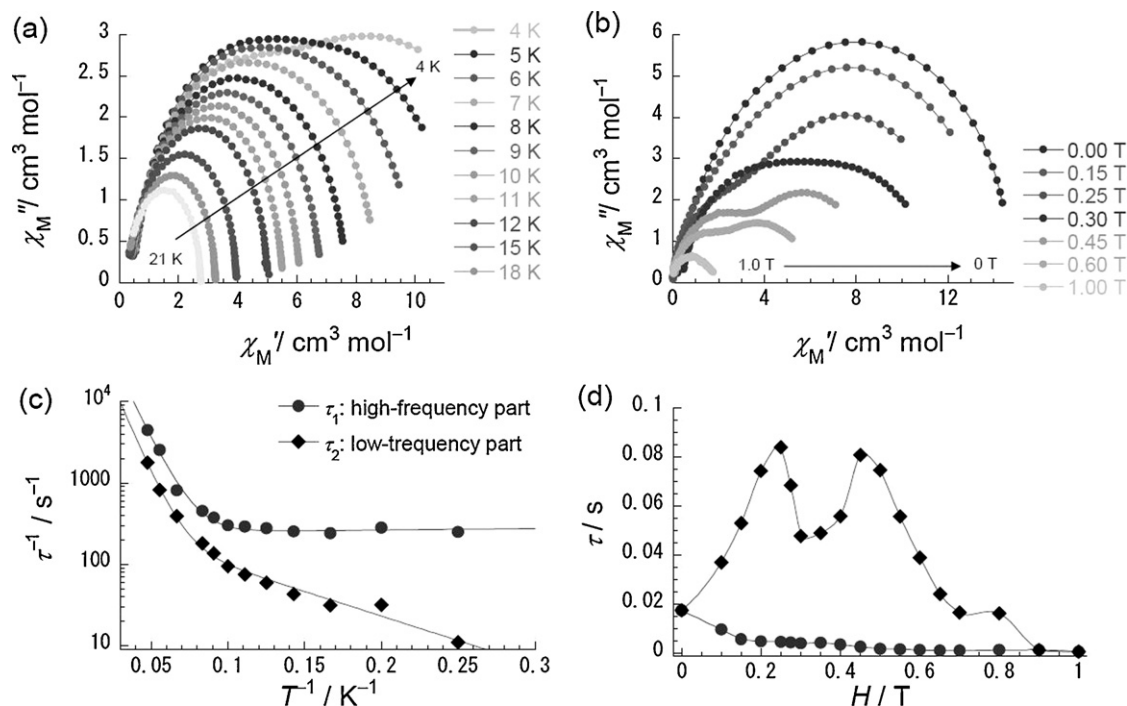 (a)
χM″/ cm³ mol⁻¹
3
2.5
2
1.5
1
0.5
0
4 K
21 K
0 2 4 6 8 10
χM′/ cm³ mol⁻¹
4 K
5 K
6 K
7 K
8 K
9 K
10 K
11 K
12 K
15 K
18 K
(b)
χM″/ cm³ mol⁻¹
6
5
4
3
2
1
0
1.0 T
0 T
0 4 8 12
χM′/ cm³ mol⁻¹
0.00 T
0.15 T
0.25 T
0.30 T
0.45 T
0.60 T
1.00 T
(c)
τ⁻¹ / s⁻¹
10⁴
1000
100
10
τ₁: high-frequency part
τ₂: low-trequency part
0.05 0.1 0.15 0.2 0.25 0.3
T⁻¹ / K⁻¹
(d)
τ / s
0.1
0.08
0.06
0.04
0.02
0
0 0.2 0.4 0.6 0.8 1
H / T